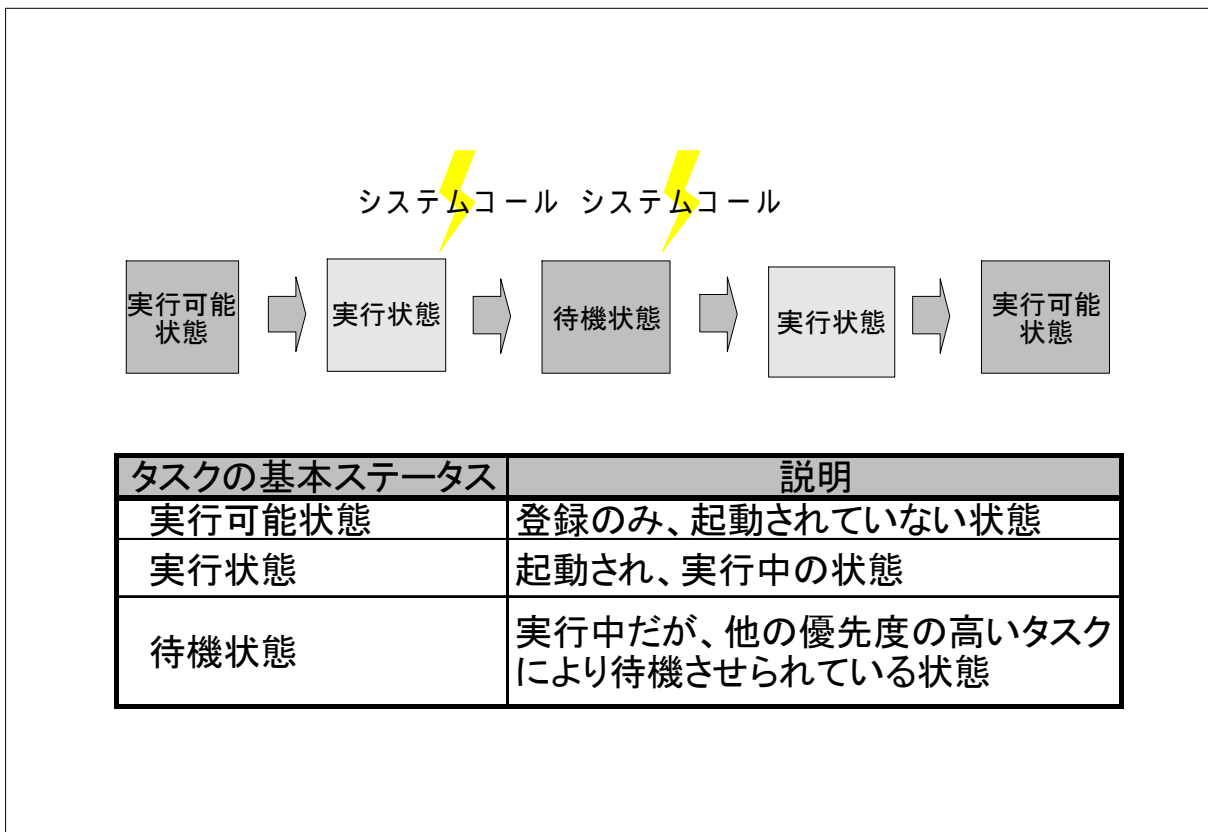 システムコール システムコール
実行可能
状態
実行状態
待機状態
実行状態
実行可能
状態
タスクの基本ステータス 説明
実行可能状態 登録のみ、起動されていない状態
実行状態 起動され、実行中の状態
待機状態 実行中だが、他の優先度の高いタスク
により待機させられている状態